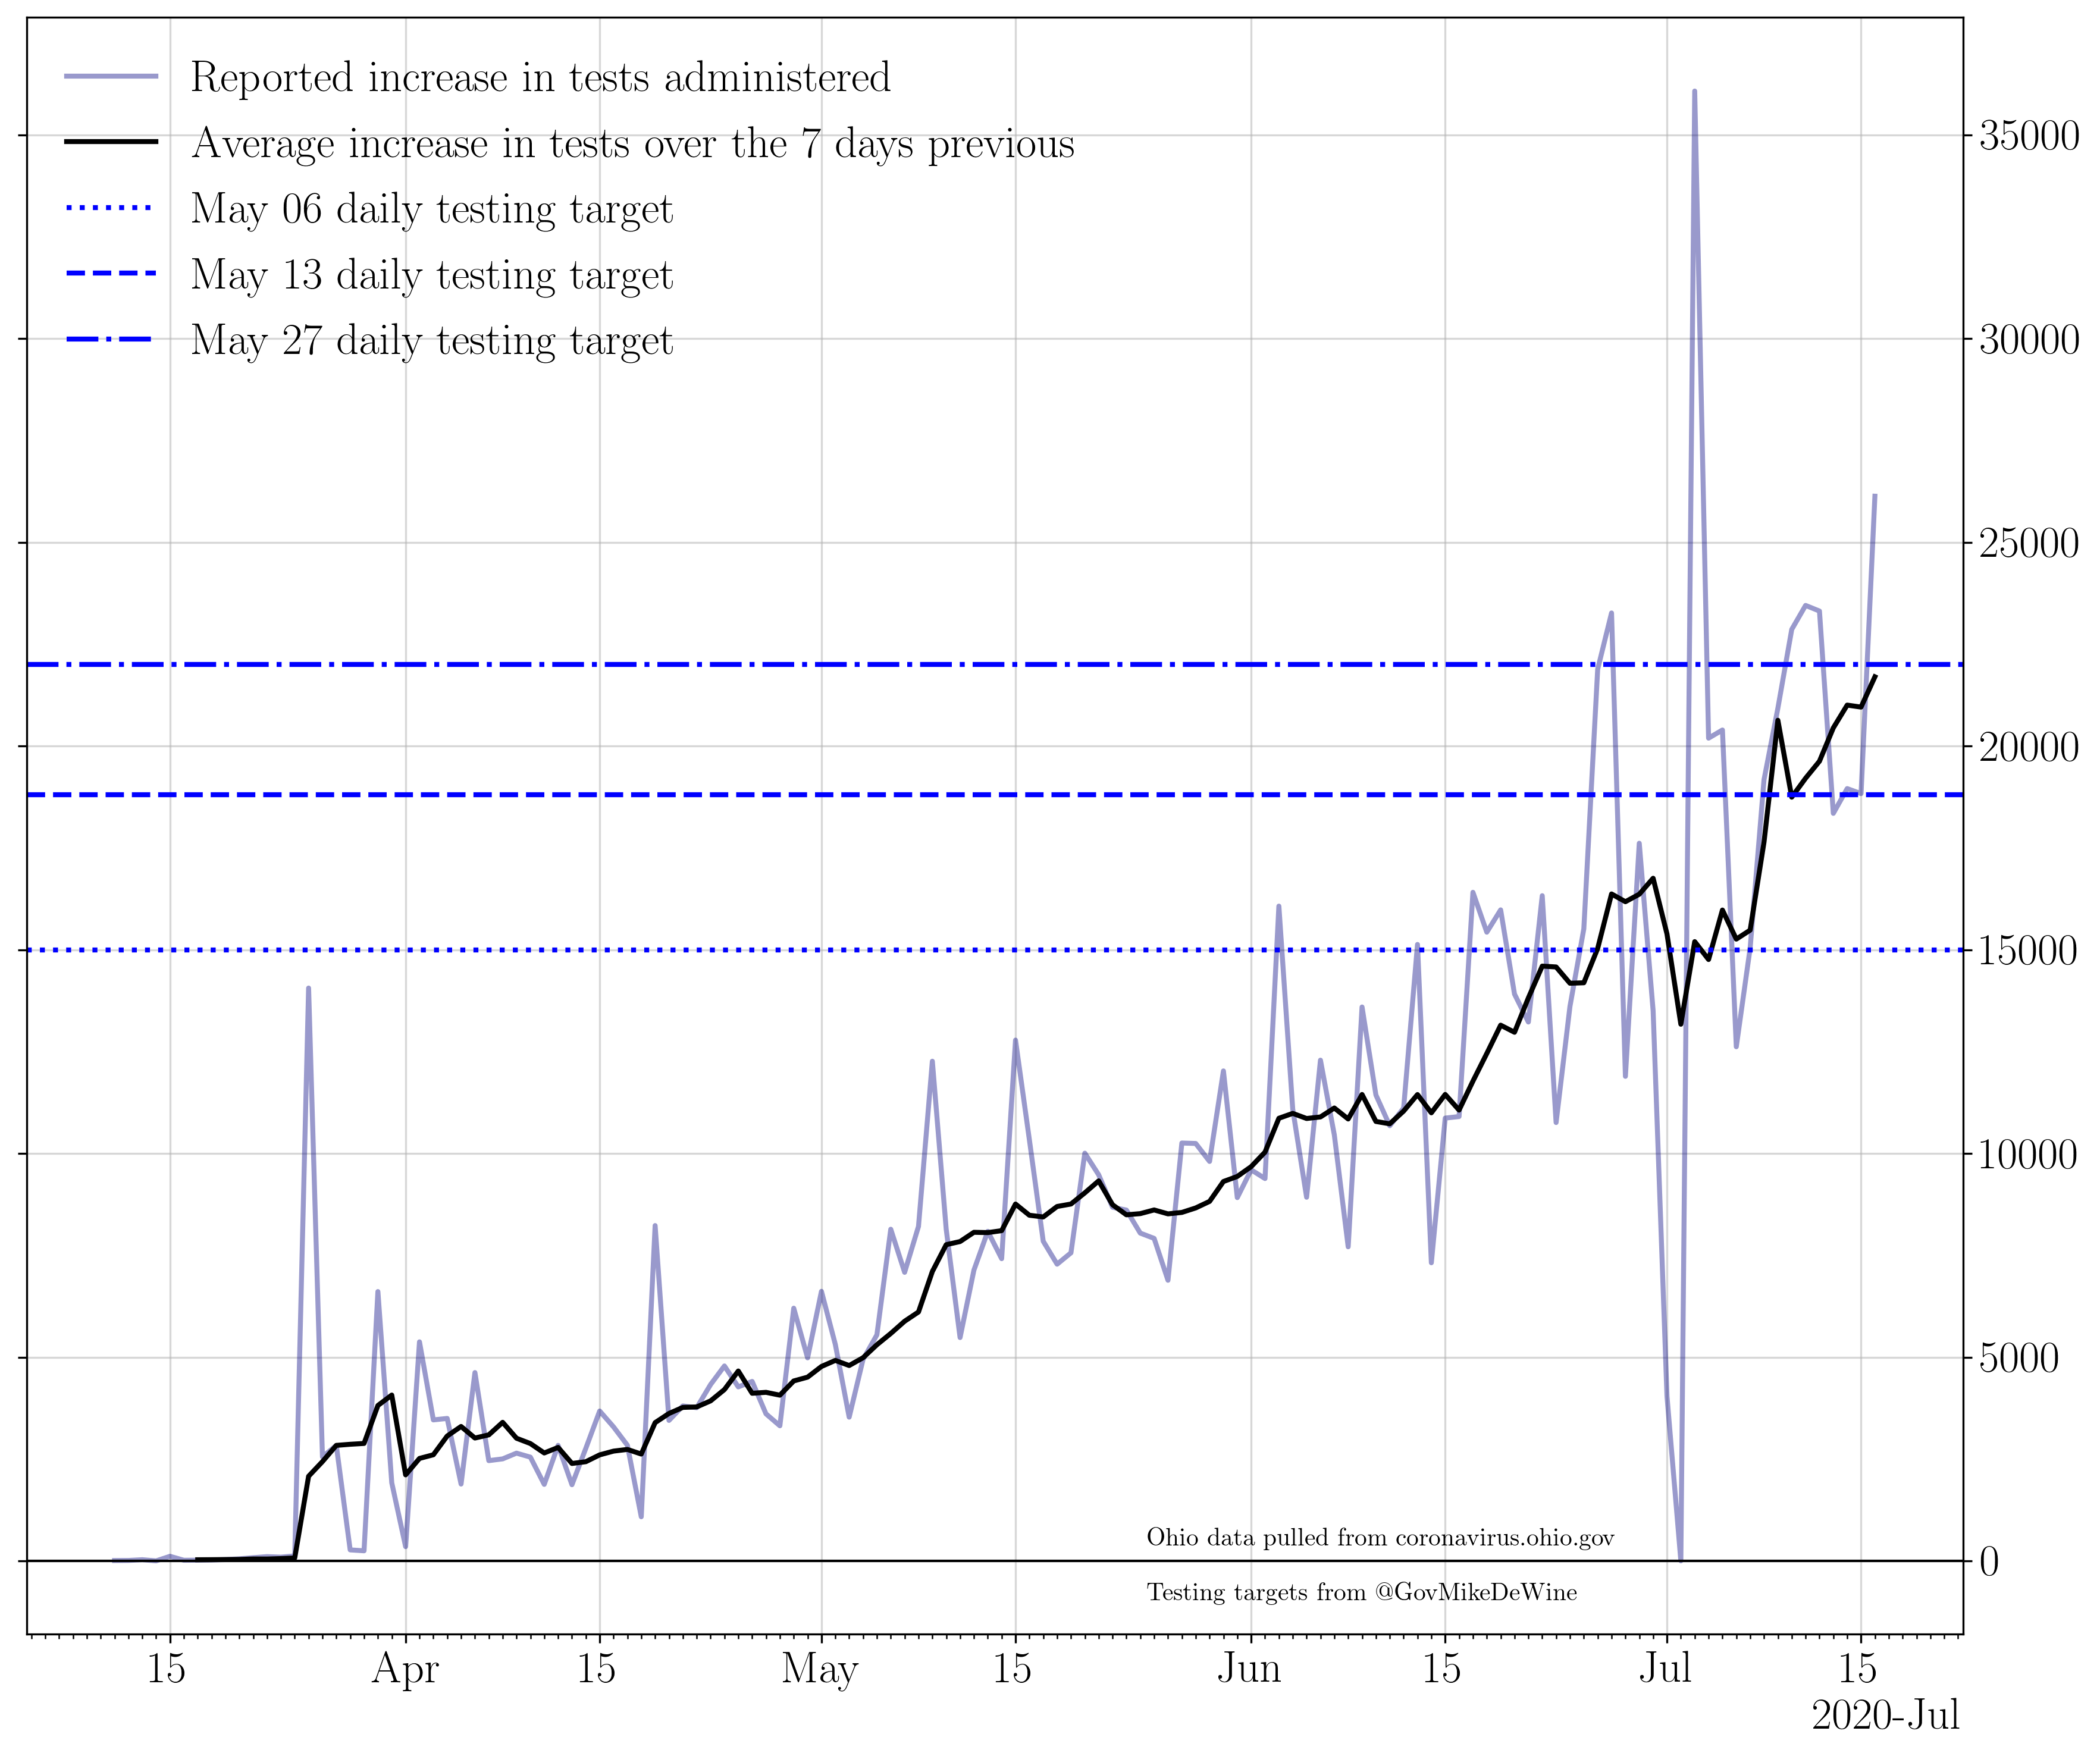 Reported increase in tests administered
Average increase in tests over the 7 days previous
May 06 daily testing target
May 13 daily testing target
May 27 daily testing target
35000
30000
25000
20000
15000
10000
5000
0
Ohio data pulled from coronavirus.ohio.gov
Testing targets from @GovMikeDeWine
15 Apr 15 May 15 Jun 15 Jul 15
2020-Jul